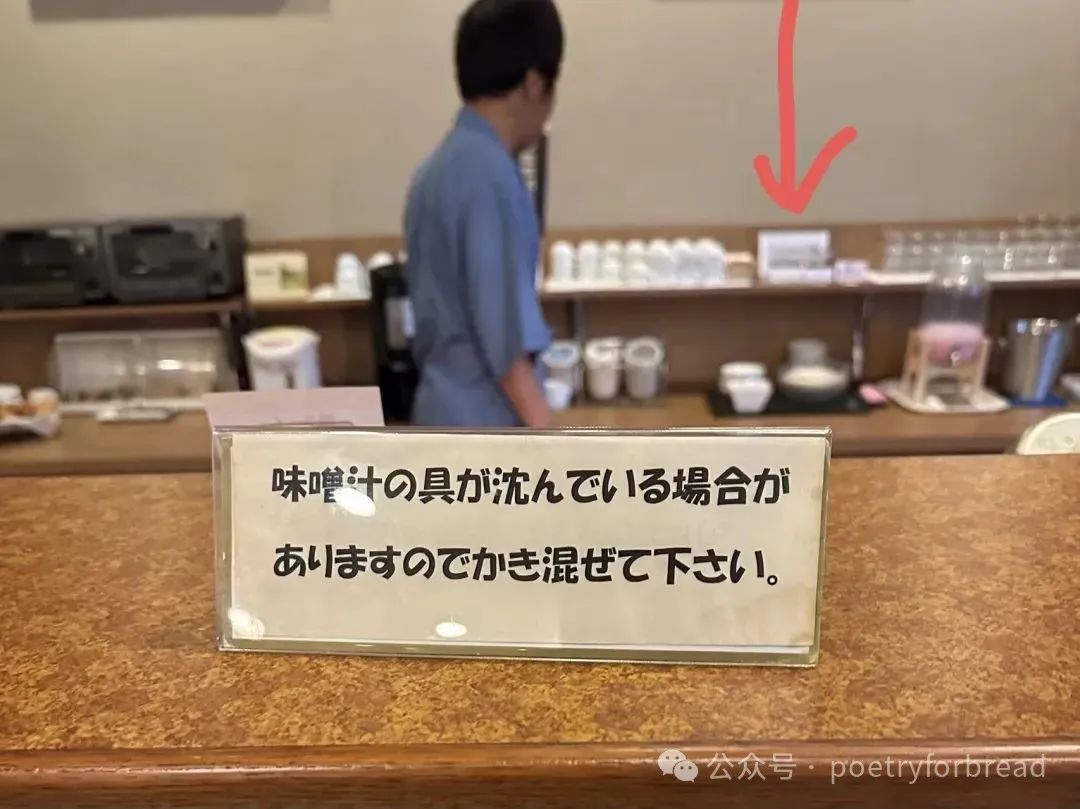 味噌汁の具が沈んでいる場合が
ありますのでかき混ぜて下さい。
公众号 · poetryforbread